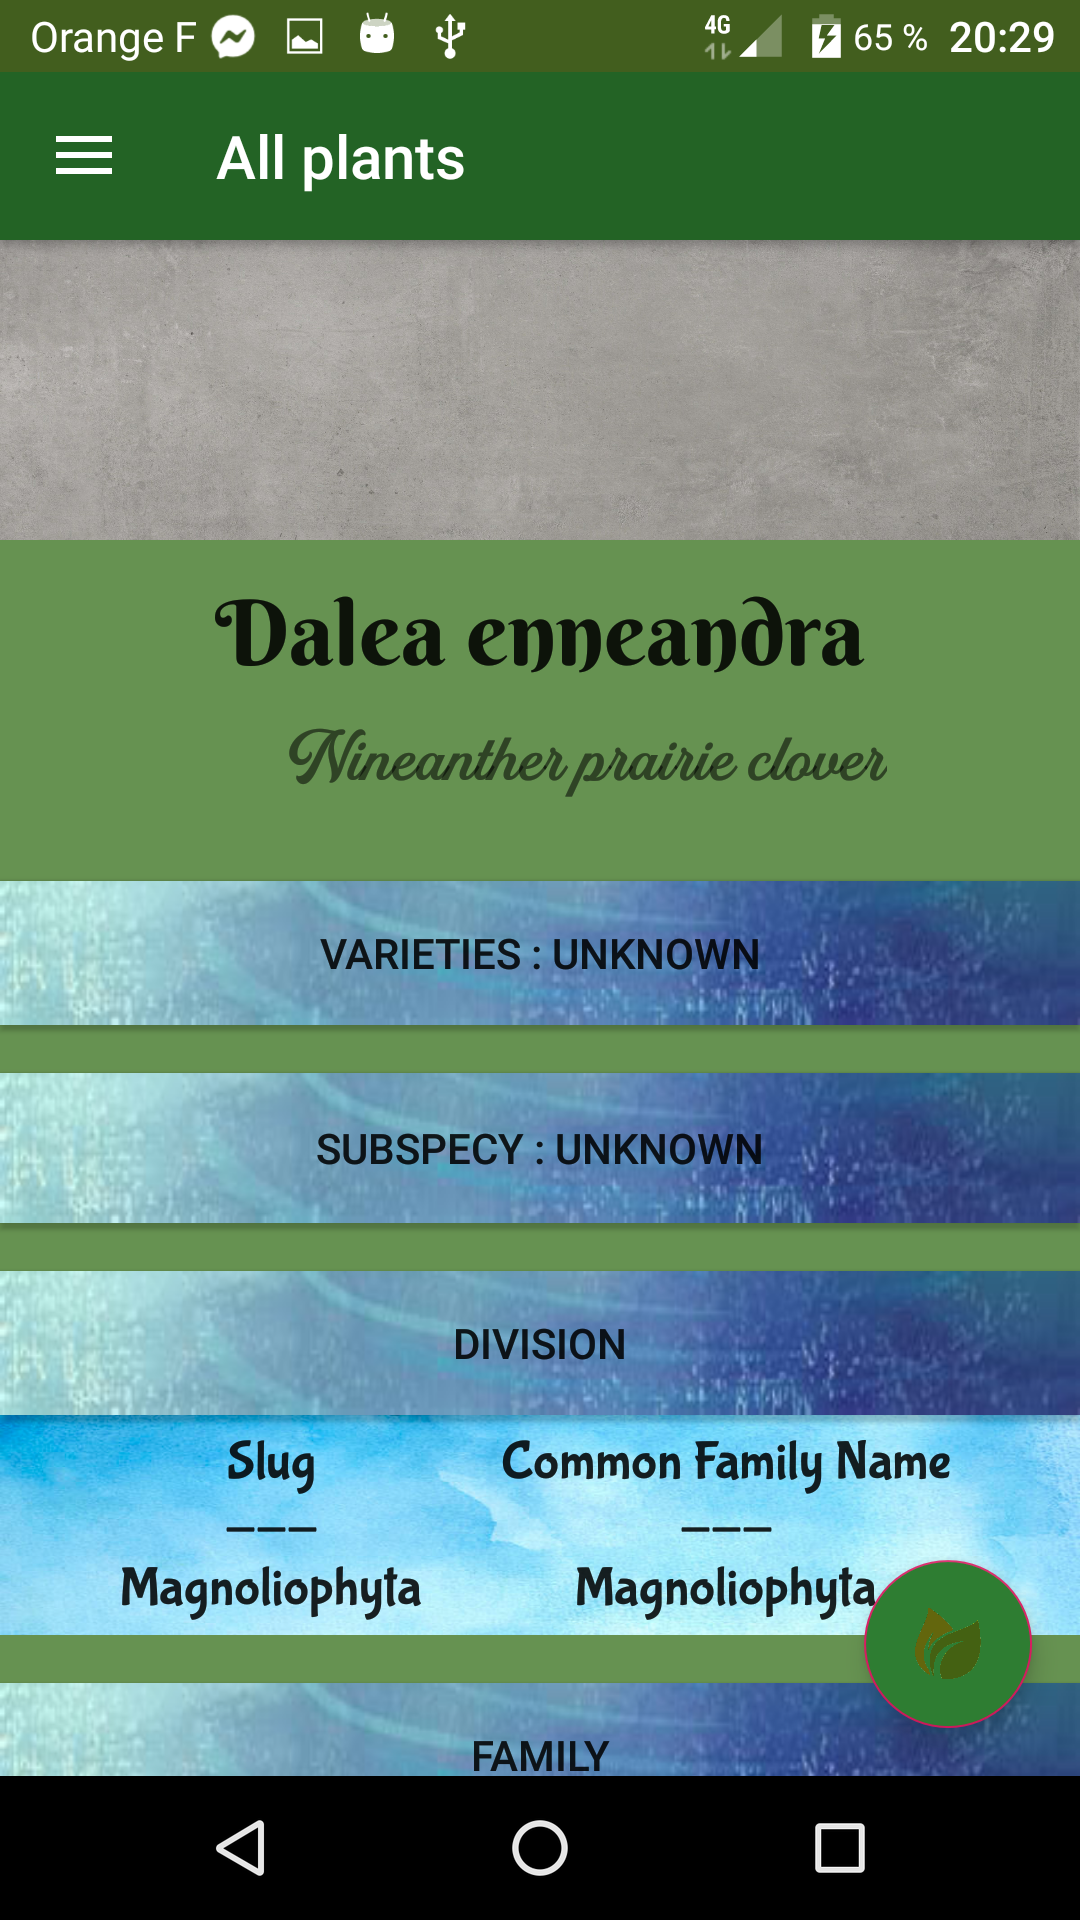 Orange F 4G 65 % 20:29
All plants
Dalea enneandra
Nineanther prairie clover
VARIETIES : UNKNOWN
SUBSPECY : UNKNOWN
DIVISION
Slug Common Family Name
––– –––
Magnoliophyta Magnoliophyta
FAMILY